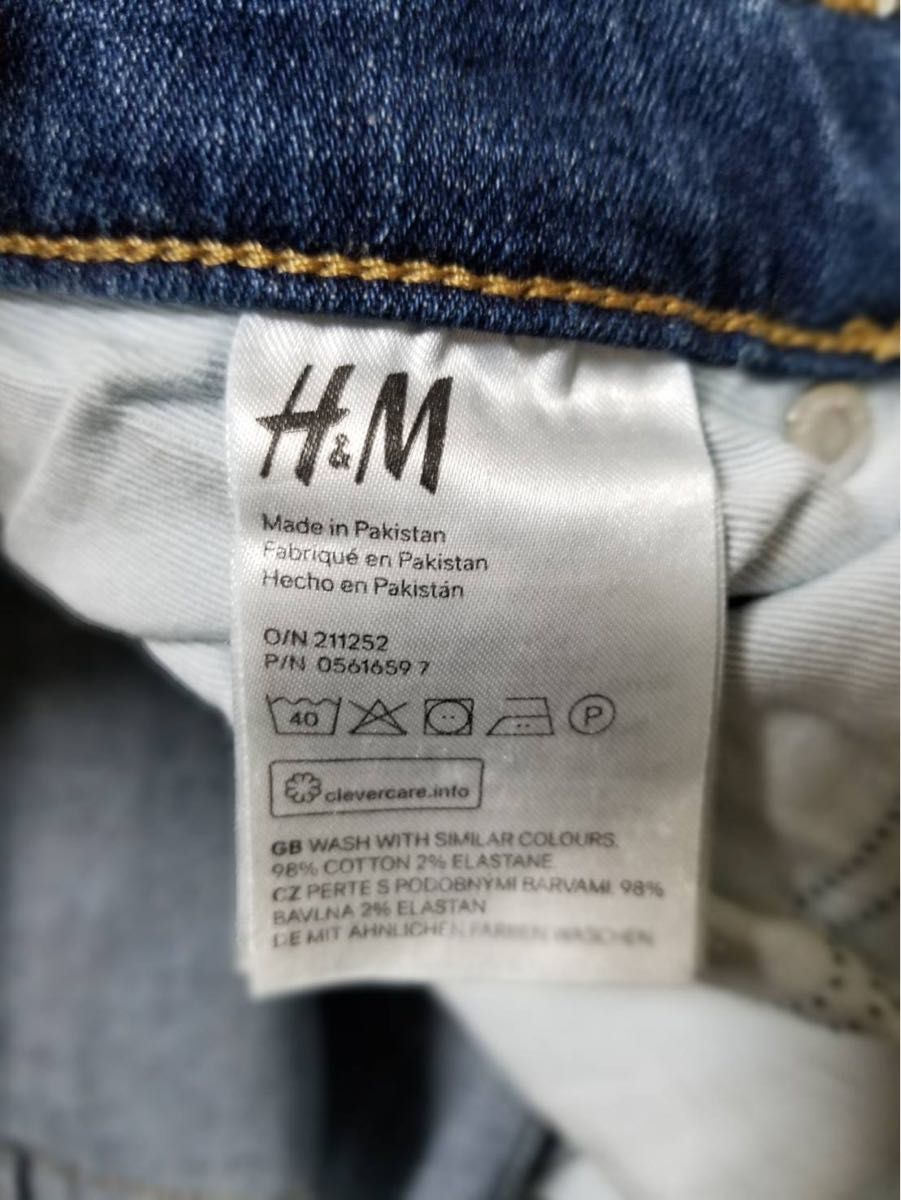 H&M
Made in Pakistan
Fabriqué en Pakistan
Hecho en Pakistán
O/N 211252
P/N 0561659 7
40
P
clevercare.info
GB WASH WITH SIMILAR COLOURS.
98% COTTON 2% ELASTANE
CZ PERTE S PODOBNÝMI BARVAMI. 98%
BAVLNA 2% ELASTAN
DE MIT ÄHNLICHEN FARBEN WASCHEN